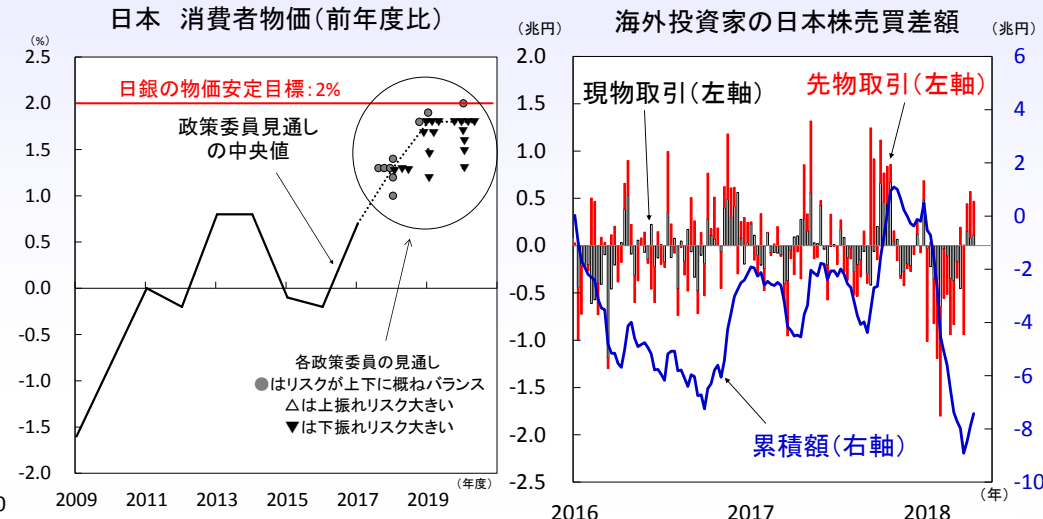 日本 消費者物価(前年度比)
(%)
2.5
2.0
1.5
1.0
0.5
0.0
-0.5
-1.0
-1.5
-2.0
日銀の物価安定目標:2%
政策委員見通し
の中央値
各政策委員の見通し
●はリスクが上下に概ねバランス
△は上振れリスク大きい
▼は下振れリスク大きい
(年度)
2009 2011 2013 2015 2017 2019
0
海外投資家の日本株売買差額
(兆円)
(兆円)
2.0
1.5
1.0
0.5
0.0
-0.5
-1.0
-1.5
-2.0
-2.5
現物取引(左軸)
先物取引(左軸)
累積額(右軸)
6
4
2
0
-2
-4
-6
-8
-10
(年)
2016 2017 2018